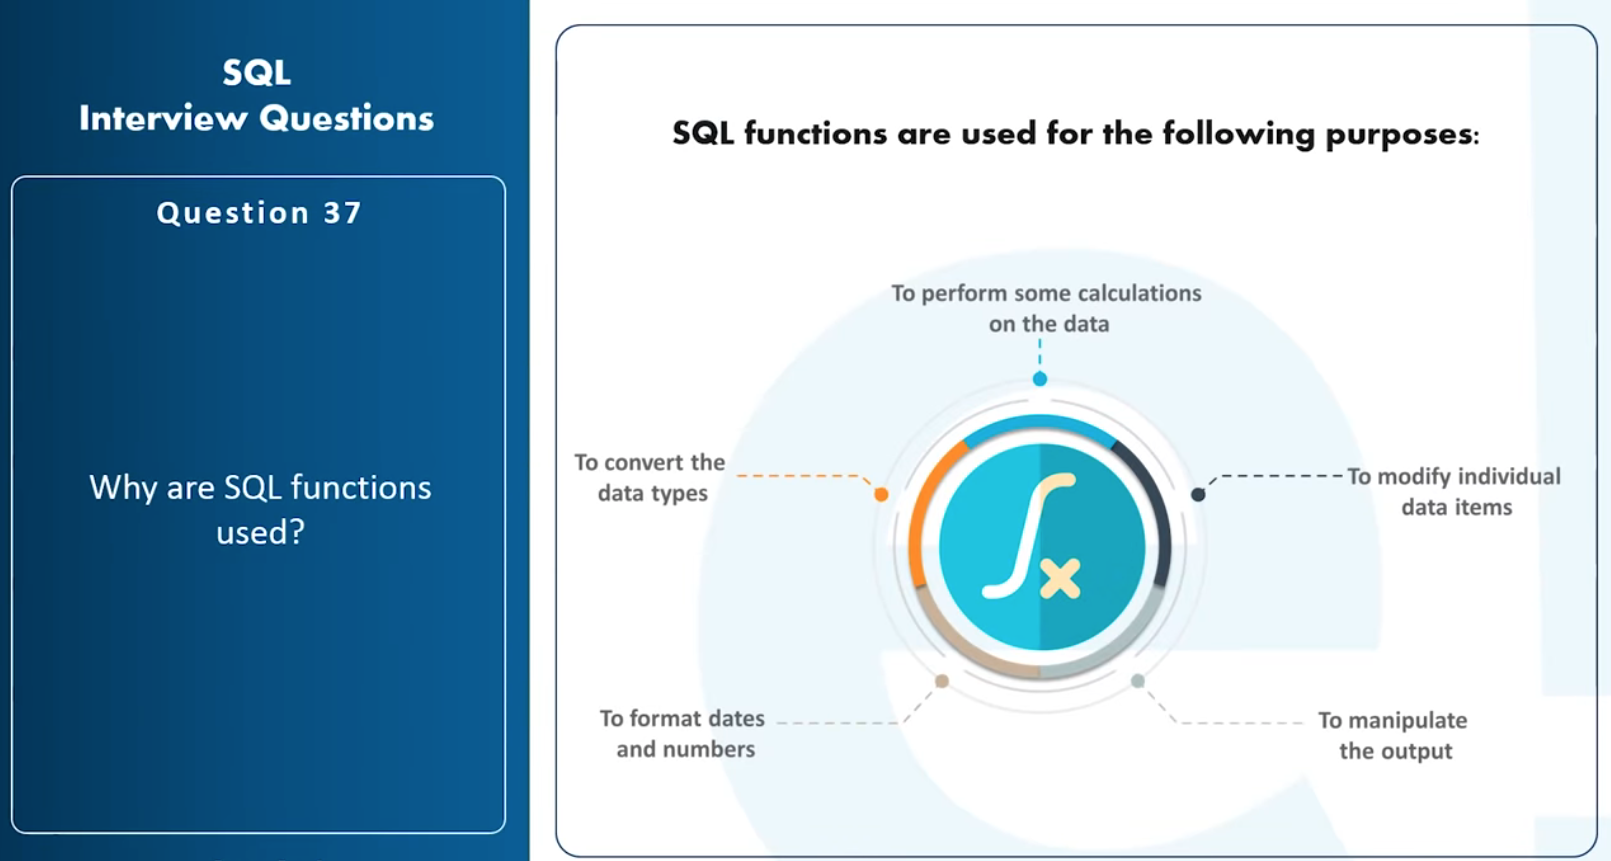 SQL
Interview Questions
Question 37
Why are SQL functions
used?
SQL functions are used for the following purposes:
To perform some calculations
on the data
To convert the
data types
To modify individual
data items
To format dates
and numbers
To manipulate
the output